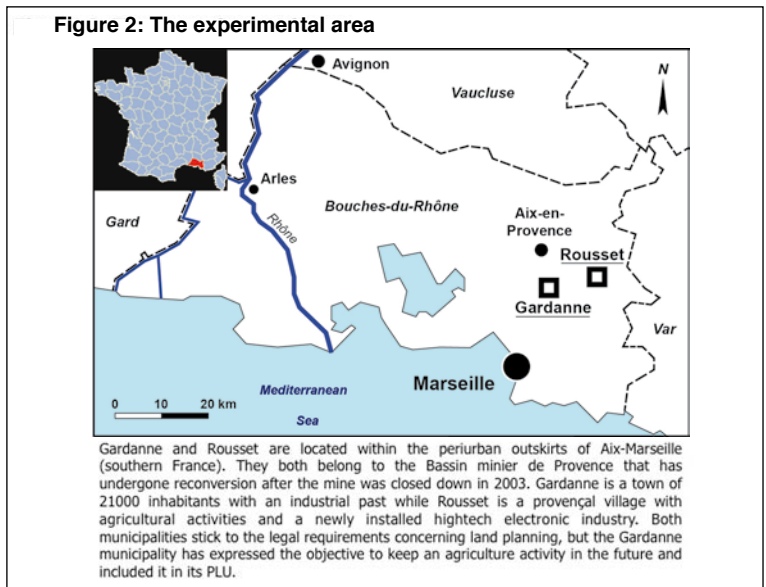 Figure 2: The experimental area
Avignon
N
Vaucluse
Arles
Bouches-du-Rhône
Gard
Rhône
Aix-en-
Provence
Rousset
Gardanne
Var
Marseille
Mediterranean
Sea
0 10 20 km
Gardanne and Rousset are located within the periurban outskirts of Aix-Marseille
(southern France). They both belong to the Bassin minier de Provence that has
undergone reconversion after the mine was closed down in 2003. Gardanne is a town of
21000 inhabitants with an industrial past while Rousset is a provençal village with
agricultural activities and a newly installed hightech electronic industry. Both
municipalities stick to the legal requirements concerning land planning, but the Gardanne
municipality has expressed the objective to keep an agriculture activity in the future and
included it in its PLU.